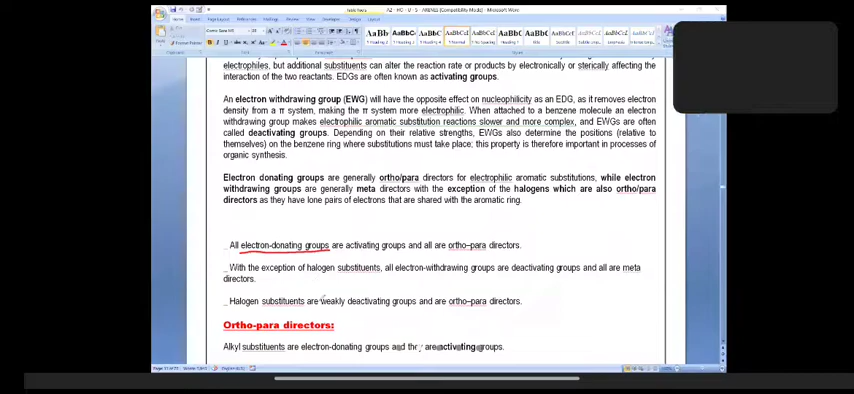 AZ - HC - U - S - ARENES [Compatibility Mode] - Microsoft Word
electrophiles, but additional substituents can alter the reaction rate or products by electronically or sterically affecting the
interaction of the two reactants. EDGs are often known as activating groups.
An electron withdrawing group (EWG) will have the opposite effect on nucleophilicity as an EDG, as it removes electron
density from a π system, making the π system more electrophilic. When attached to a benzene molecule an electron
withdrawing group makes electrophilic aromatic substitution reactions slower and more complex, and EWGs are often
called deactivating groups. Depending on their relative strengths, EWGs also determine the positions (relative to
themselves) on the benzene ring where substitutions must take place; this property is therefore important in processes of
organic synthesis.
Electron donating groups are generally ortho/para directors for electrophilic aromatic substitutions, while electron
withdrawing groups are generally meta directors with the exception of the halogens which are also ortho/para
directors as they have lone pairs of electrons that are shared with the aromatic ring.
_ All electron-donating groups are activating groups and all are ortho–para directors.
_ With the exception of halogen substituents, all electron-withdrawing groups are deactivating groups and all are meta
directors.
_ Halogen substituents are weakly deactivating groups and are ortho–para directors.
Ortho-para directors:
Alkyl substituents are electron-donating groups and they are activating groups.